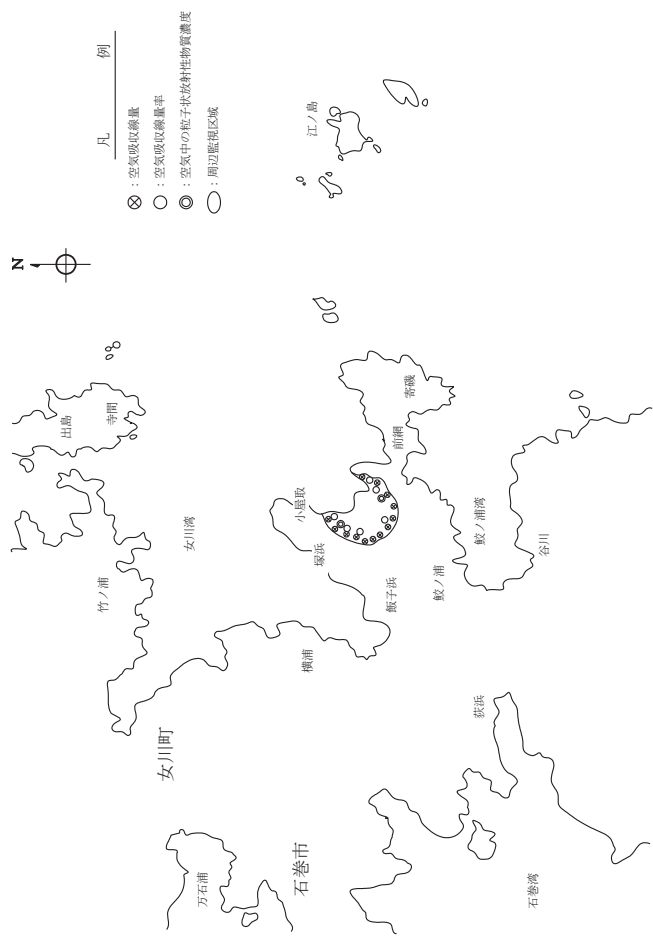 凡例
⊗：空気吸収線量
○：空気吸収線量率
◎：空気中の粒子状放射性物質濃度
：周辺監視区域
N
江ノ島
出島
寺間
女川湾
竹ノ浦
女川町
横浦
小屋取
塚浜
飯子浜
前網
寄磯
鮫ノ浦
鮫ノ浦湾
谷川
荻浜
万石浦
石巻市
石巻湾